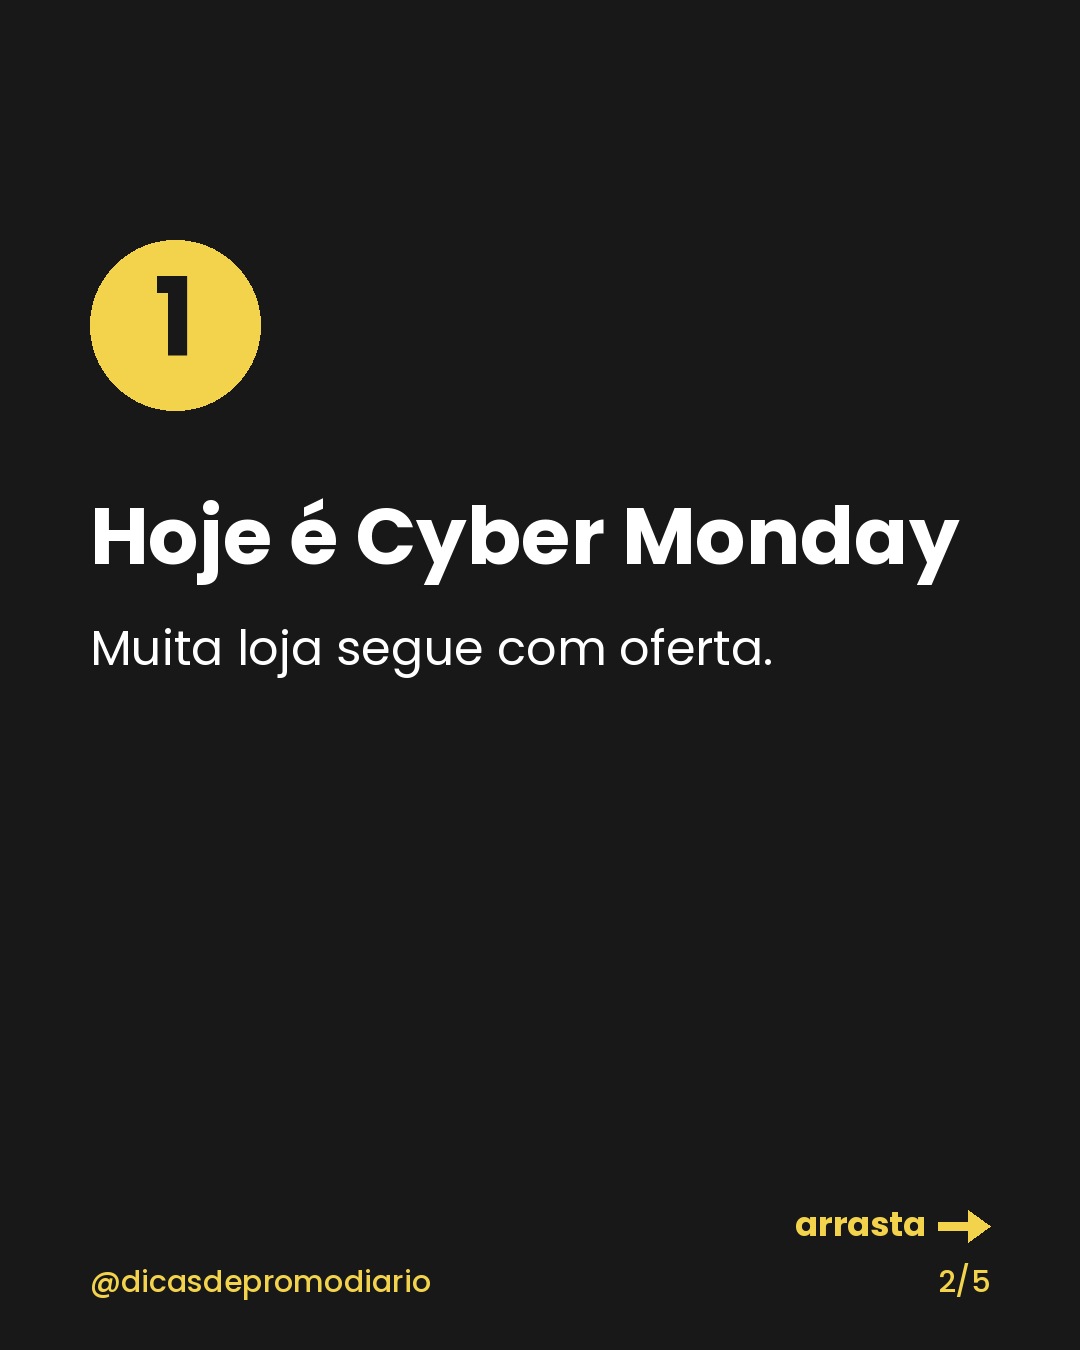 1
Hoje é Cyber Monday
Muita loja segue com oferta.
arrasta
@dicasdepromodiario
2/5